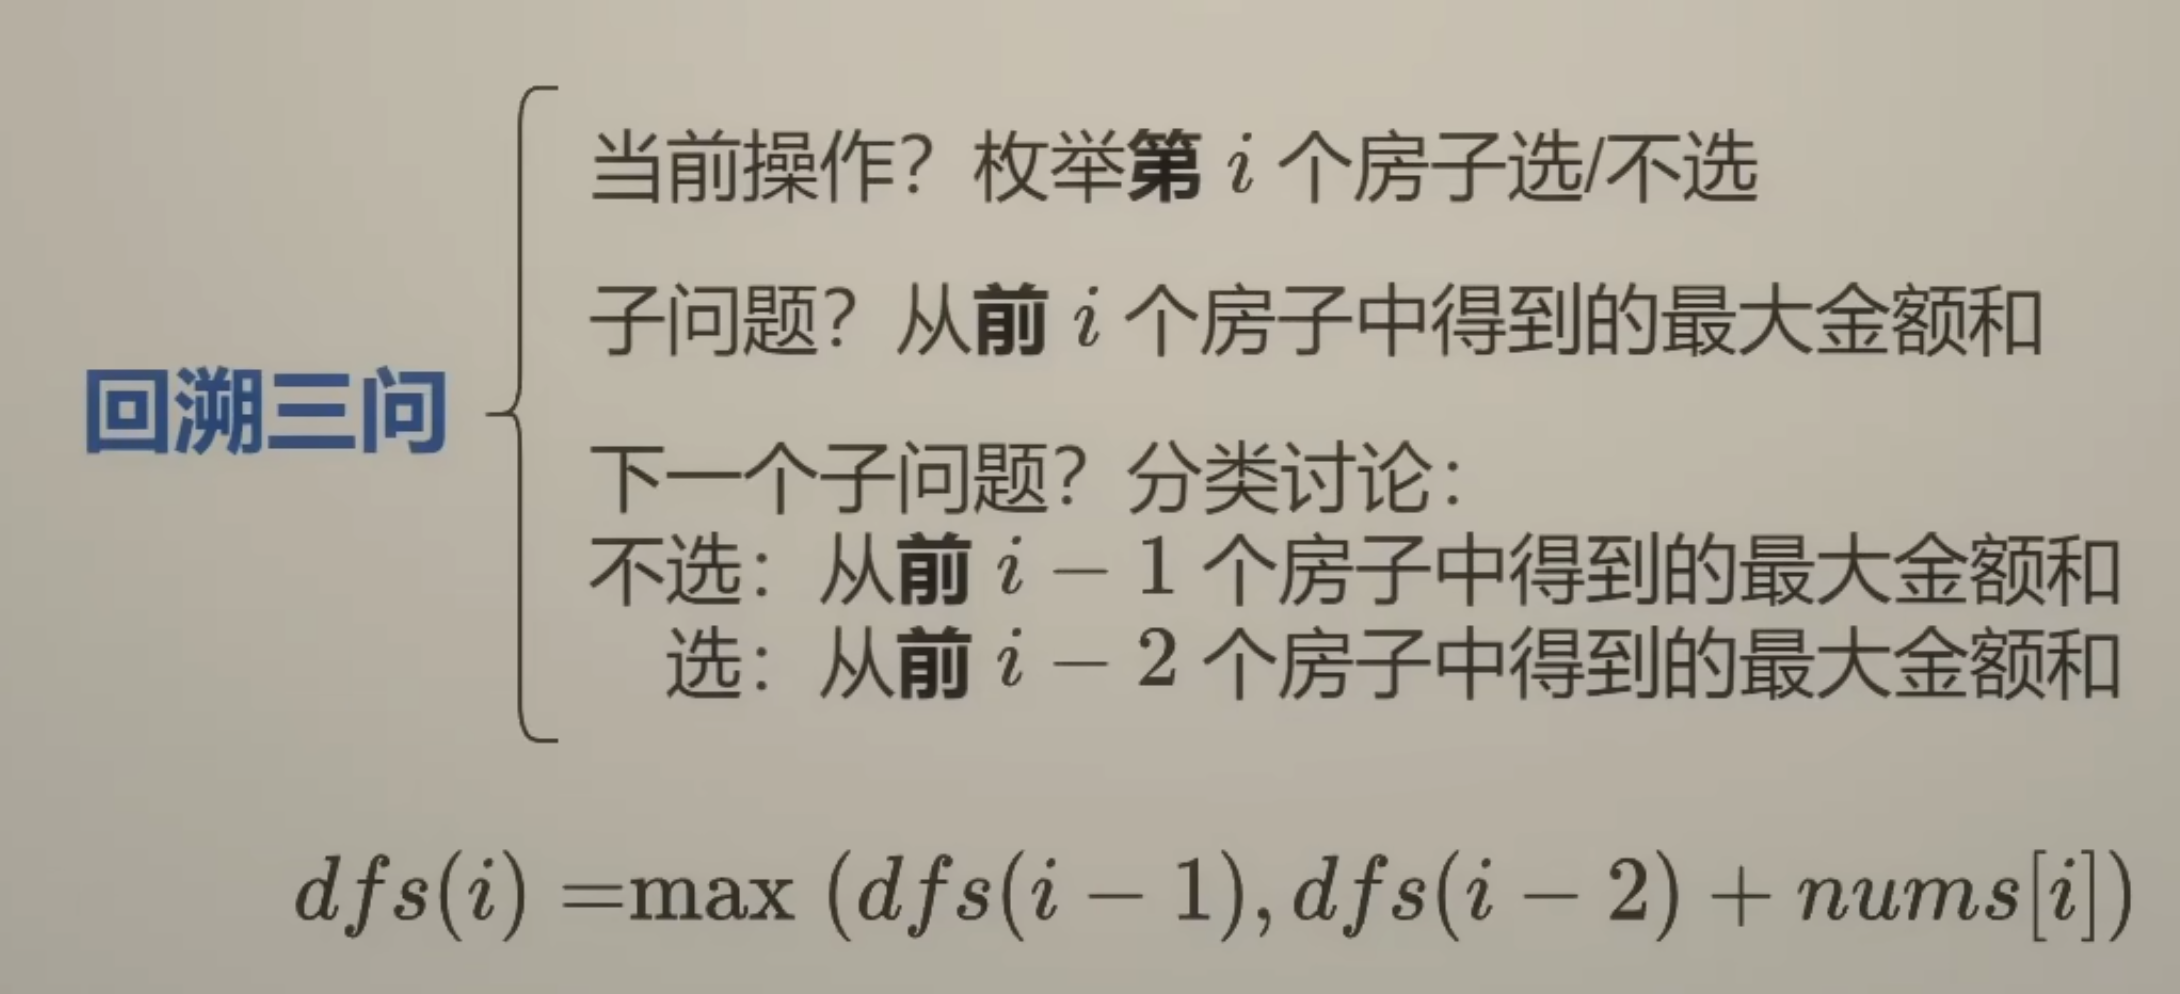 当前操作？枚举第 i 个房子选/不选
子问题？从前 i 个房子中得到的最大金额和
回溯三问
下一个子问题？分类讨论：
不选：从前 i − 1 个房子中得到的最大金额和
选：从前 i − 2 个房子中得到的最大金额和
dfs(i) =max (dfs(i − 1), dfs(i − 2) + nums[i])